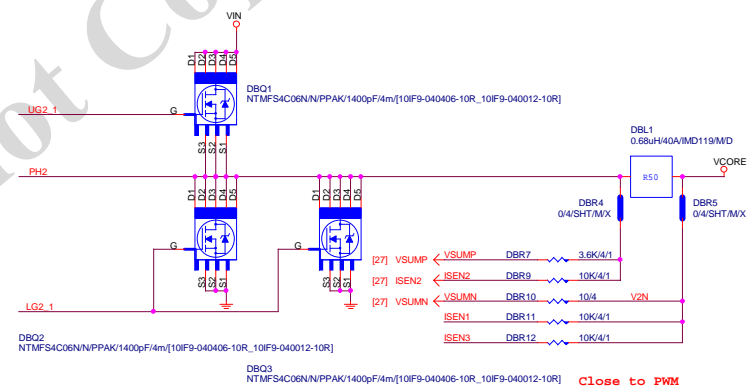 Not Co
VIN
D1 D2 D3 D4 D5
G
S3 S2 S1
DBQ1
NTMFS4C06N/N/PPAK/1400pF/4m/[10IF9-040406-10R_10IF9-040012-10R]
UG2_1
PH2
DBL1
0.68uH/40A/IMD119/M/D
R50
VCORE
D1 D2 D3 D4 D5
D1 D2 D3 D4 D5
G
G
S3 S2 S1
S3 S2 S1
DBR4
0/4/SHT/M/X
DBR5
0/4/SHT/M/X
[27] VSUMP VSUMP DBR7 3.6K/4/1
[27] ISEN2 ISEN2 DBR9 10K/4/1
[27] VSUMN VSUMN DBR10 10/4 V2N
ISEN1 DBR11 10K/4/1
ISEN3 DBR12 10K/4/1
LG2_1
DBQ2
NTMFS4C06N/N/PPAK/1400pF/4m/[10IF9-040406-10R_10IF9-040012-10R]
DBQ3
NTMFS4C06N/N/PPAK/1400pF/4m/[10IF9-040406-10R_10IF9-040012-10R]
Close to PWM